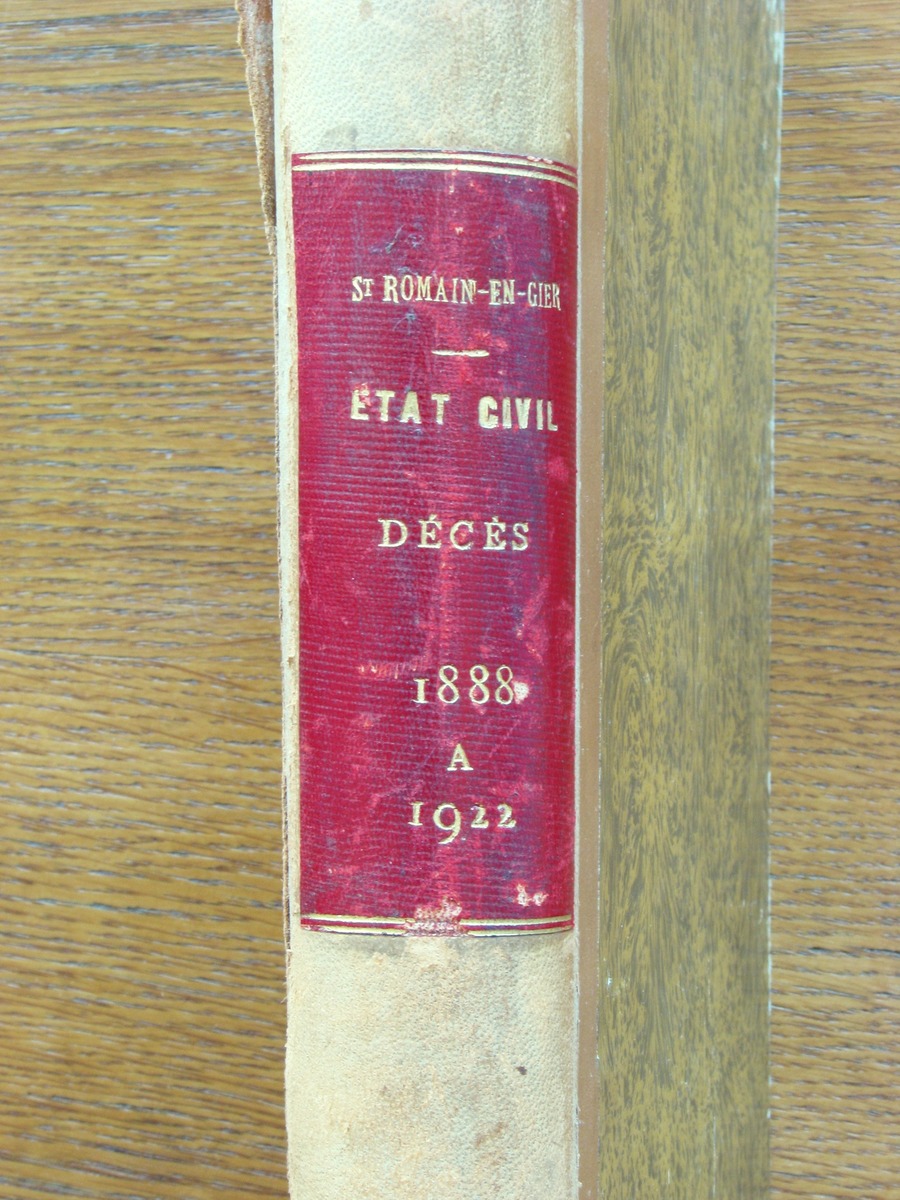 ST ROMAIN-EN-GIER
ÉTAT CIVIL
DÉCÈS
1888
A
1922